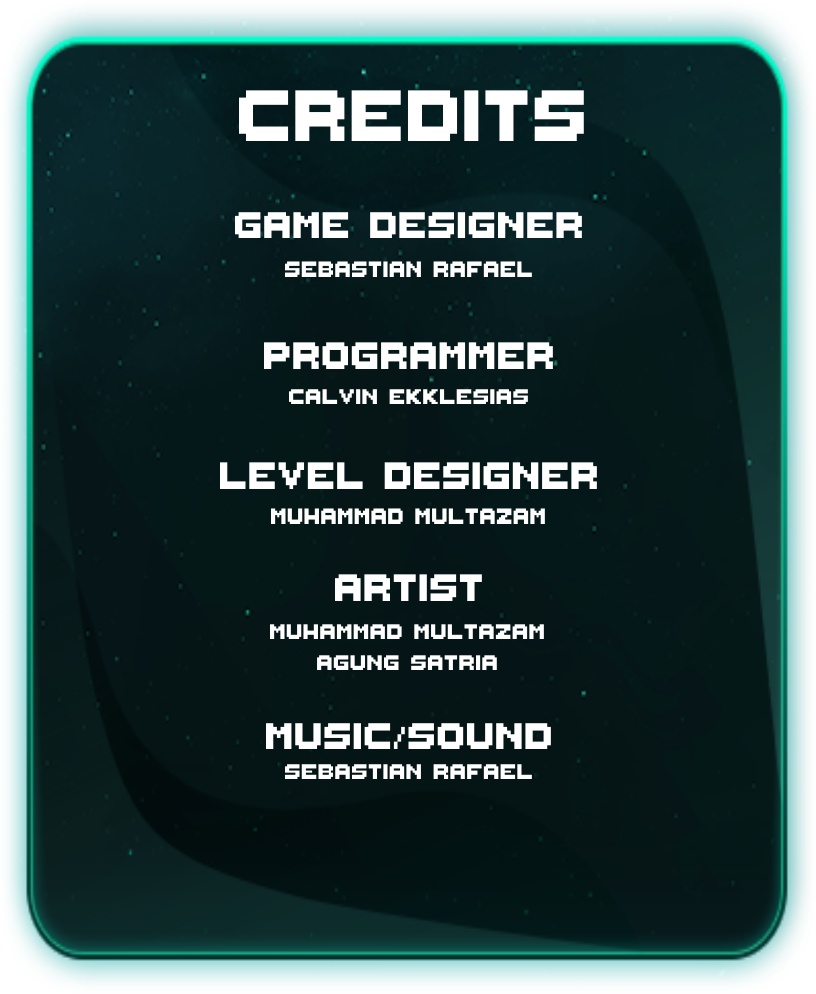 CREDITS
GAME DESIGNER
SEBASTIAN RAFAEL
PROGRAMMER
CALVIN EKKLESIAS
LEVEL DESIGNER
MUHAMMAD MULTAZAM
ARTIST
MUHAMMAD MULTAZAM
AGUNG SATRIA
MUSIC/SOUND
SEBASTIAN RAFAEL